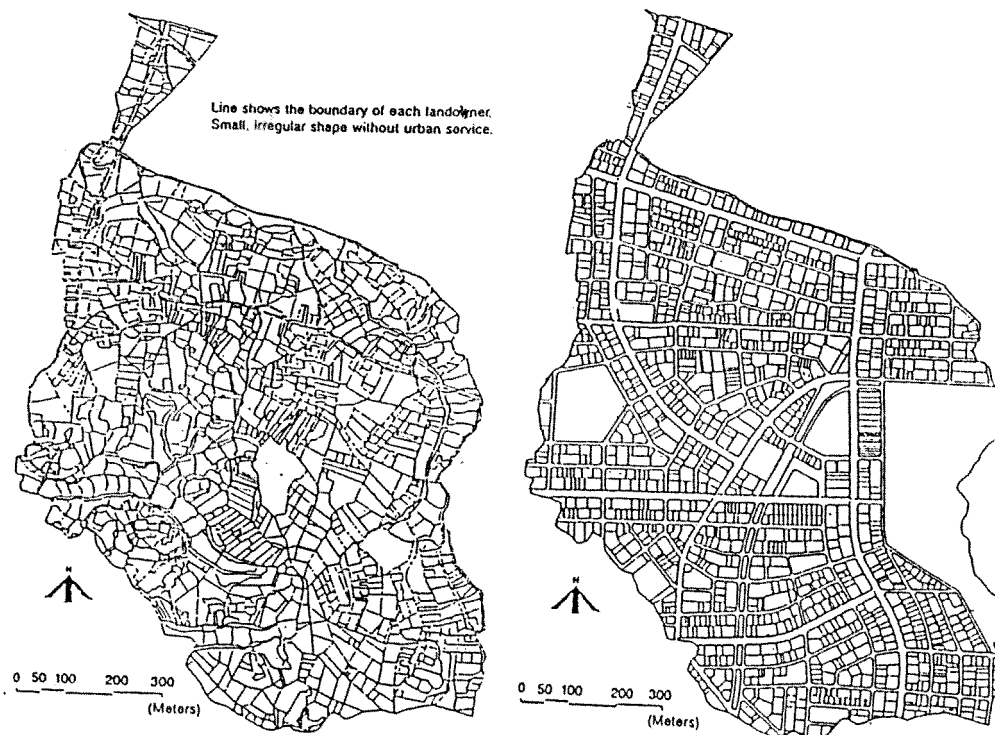 Line shows the boundary of each landowner.
Small, irregular shape without urban service.
N
0 50 100 200 300
(Meters)
N
0 50 100 200 300
(Meters)